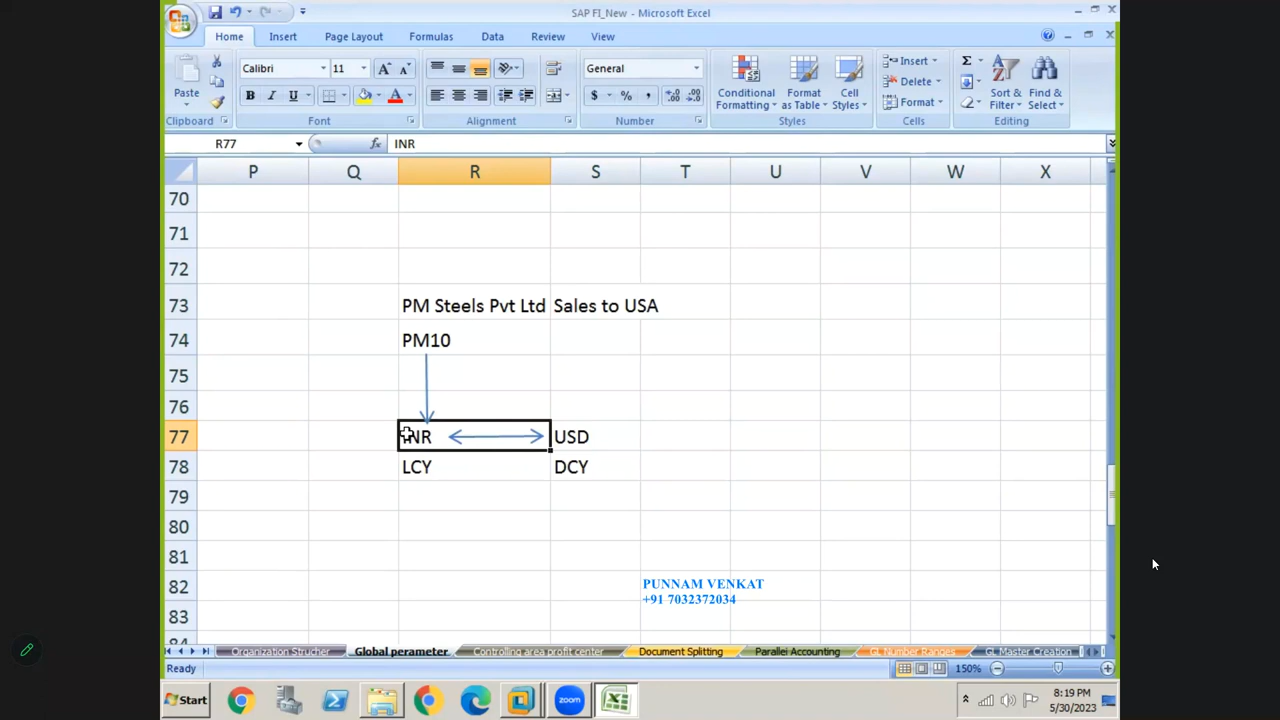 SAP FI_New - Microsoft Excel
Home Insert Page Layout Formulas Data Review View
Calibri 11 General
Paste
B I U $ % ,
Conditional Formatting Format as Table Cell Styles
Insert
Delete
Format
Sort & Filter Find & Select
Clipboard Font Alignment Number Styles Cells Editing
R77 fx INR
P Q R S T U V W X
70
71
72
73 PM Steels Pvt Ltd Sales to USA
74 PM10
75
76
77 INR USD
78 LCY DCY
79
80
81
82
PUNNAM VENKAT
+91 7032372034
83
84
Organization Strucher Global perameter Controlling area profit center Document Splitting Parallel Accounting GL Number Ranges GL Master Creation
Ready 150%
Start zoom 8:19 PM
5/30/2023